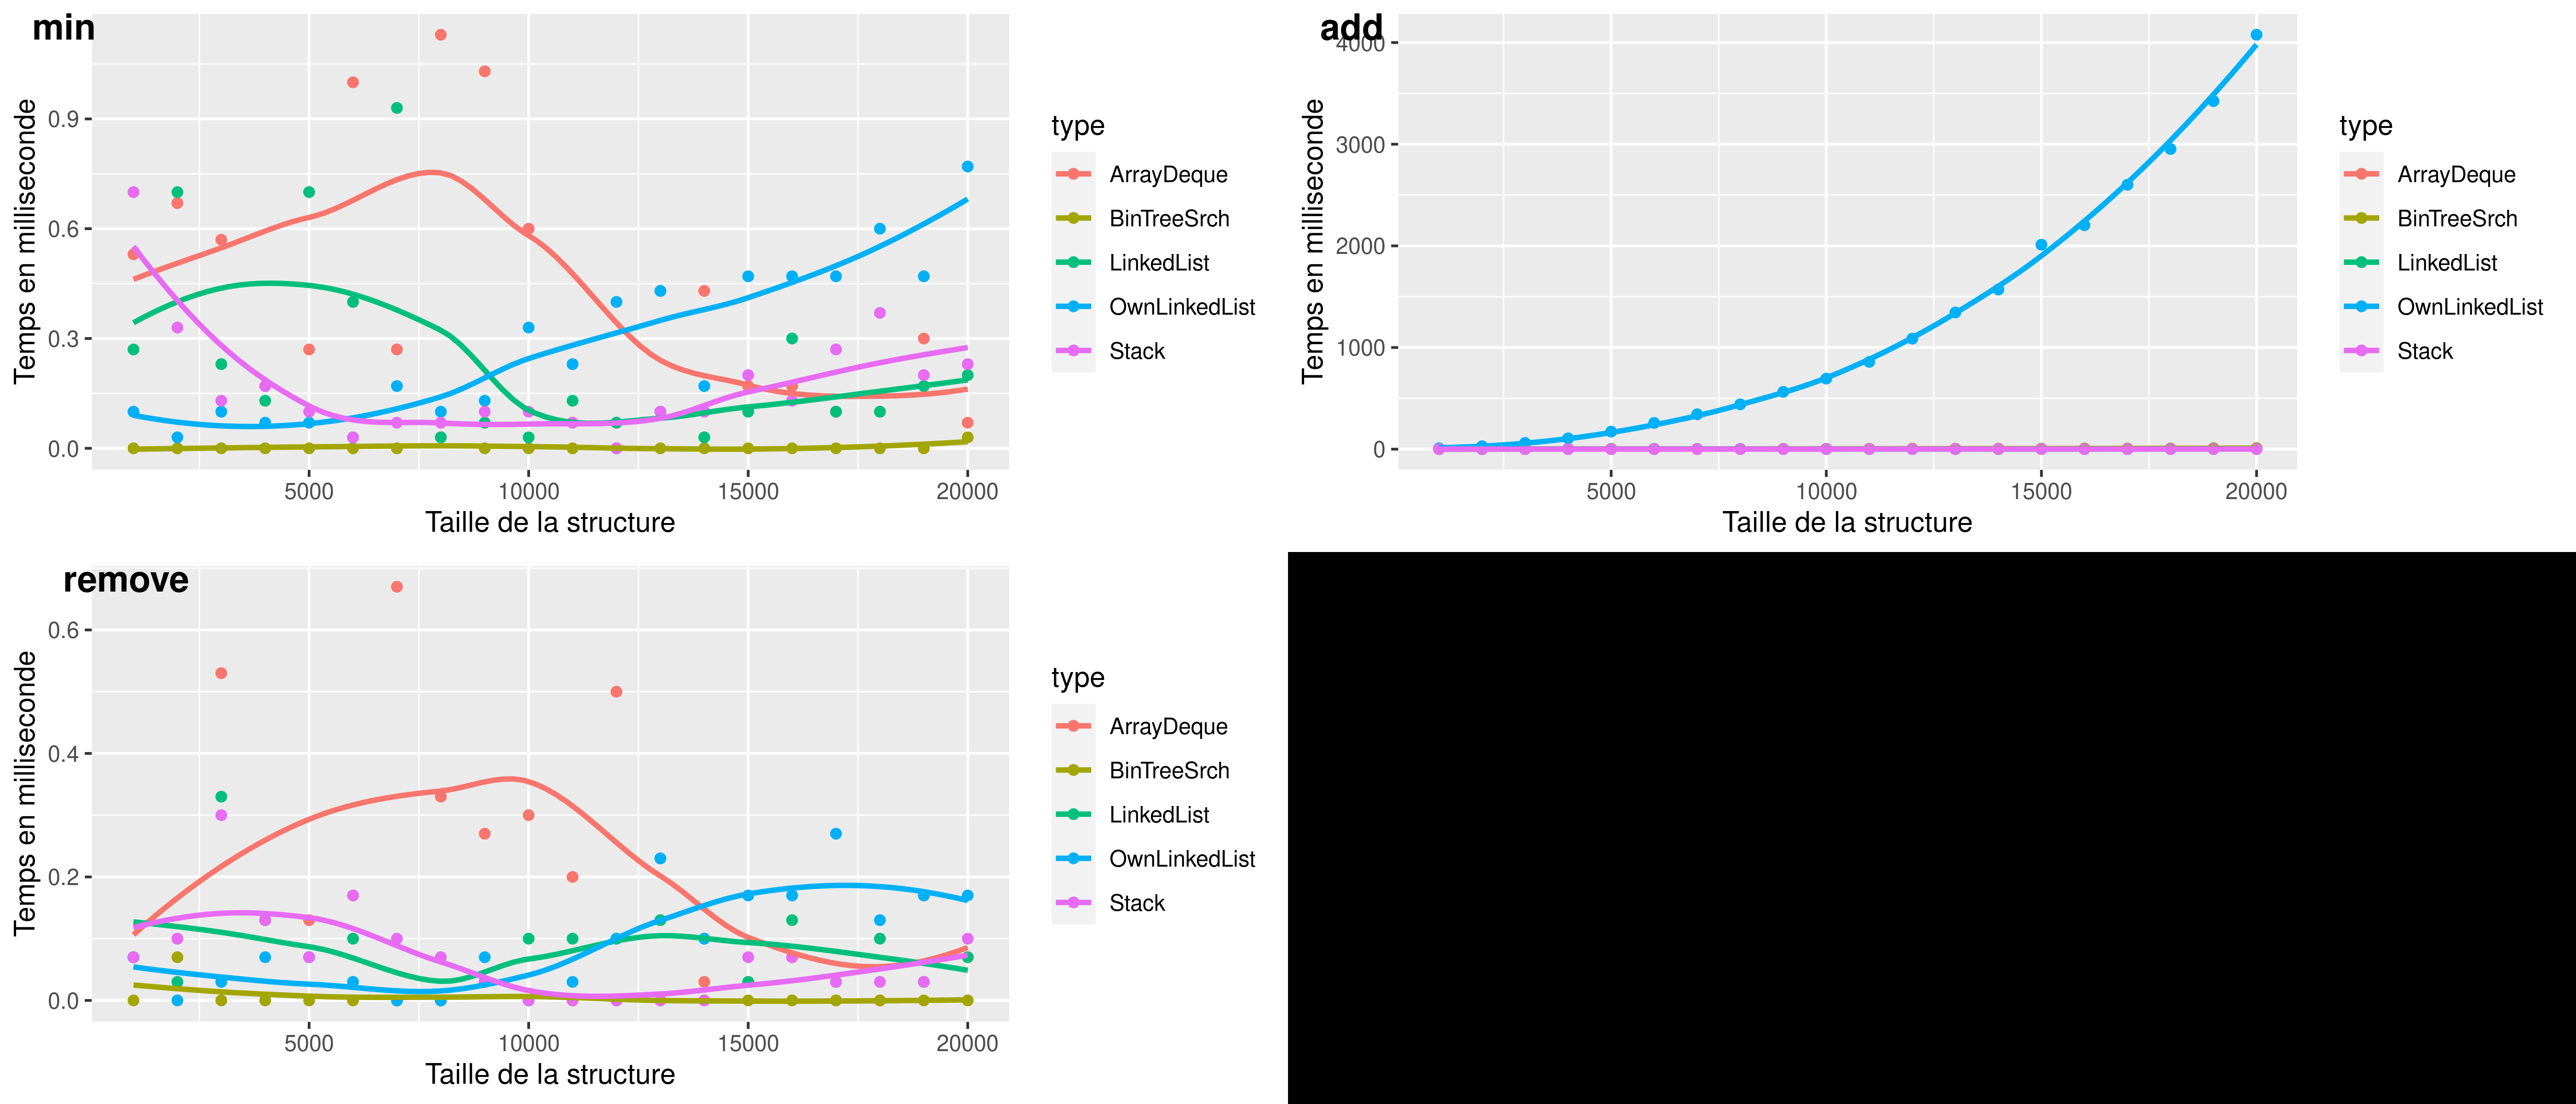 min
Temps en milliseconde
0.9
0.6
0.3
0.0
5000 10000 15000 20000
Taille de la structure
type
ArrayDeque
BinTreeSrch
LinkedList
OwnLinkedList
Stack
add
Temps en milliseconde
4000
3000
2000
1000
0
5000 10000 15000 20000
Taille de la structure
type
ArrayDeque
BinTreeSrch
LinkedList
OwnLinkedList
Stack
remove
Temps en milliseconde
0.6
0.4
0.2
0.0
5000 10000 15000 20000
Taille de la structure
type
ArrayDeque
BinTreeSrch
LinkedList
OwnLinkedList
Stack